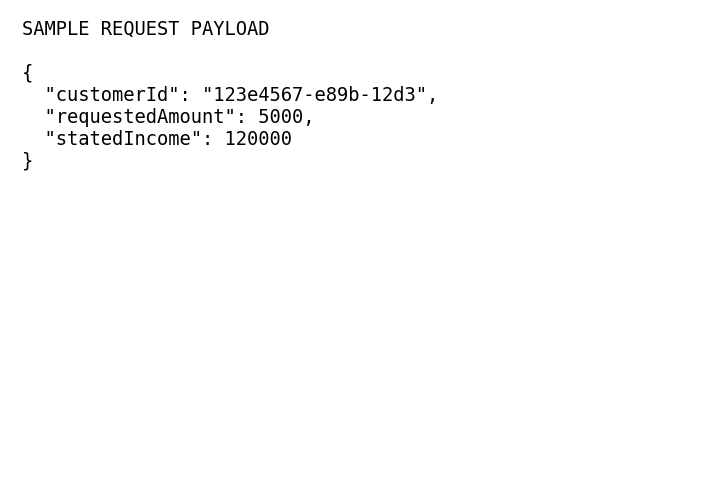 SAMPLE REQUEST PAYLOAD
{
  "customerId": "123e4567-e89b-12d3",
  "requestedAmount": 5000,
  "statedIncome": 120000
}